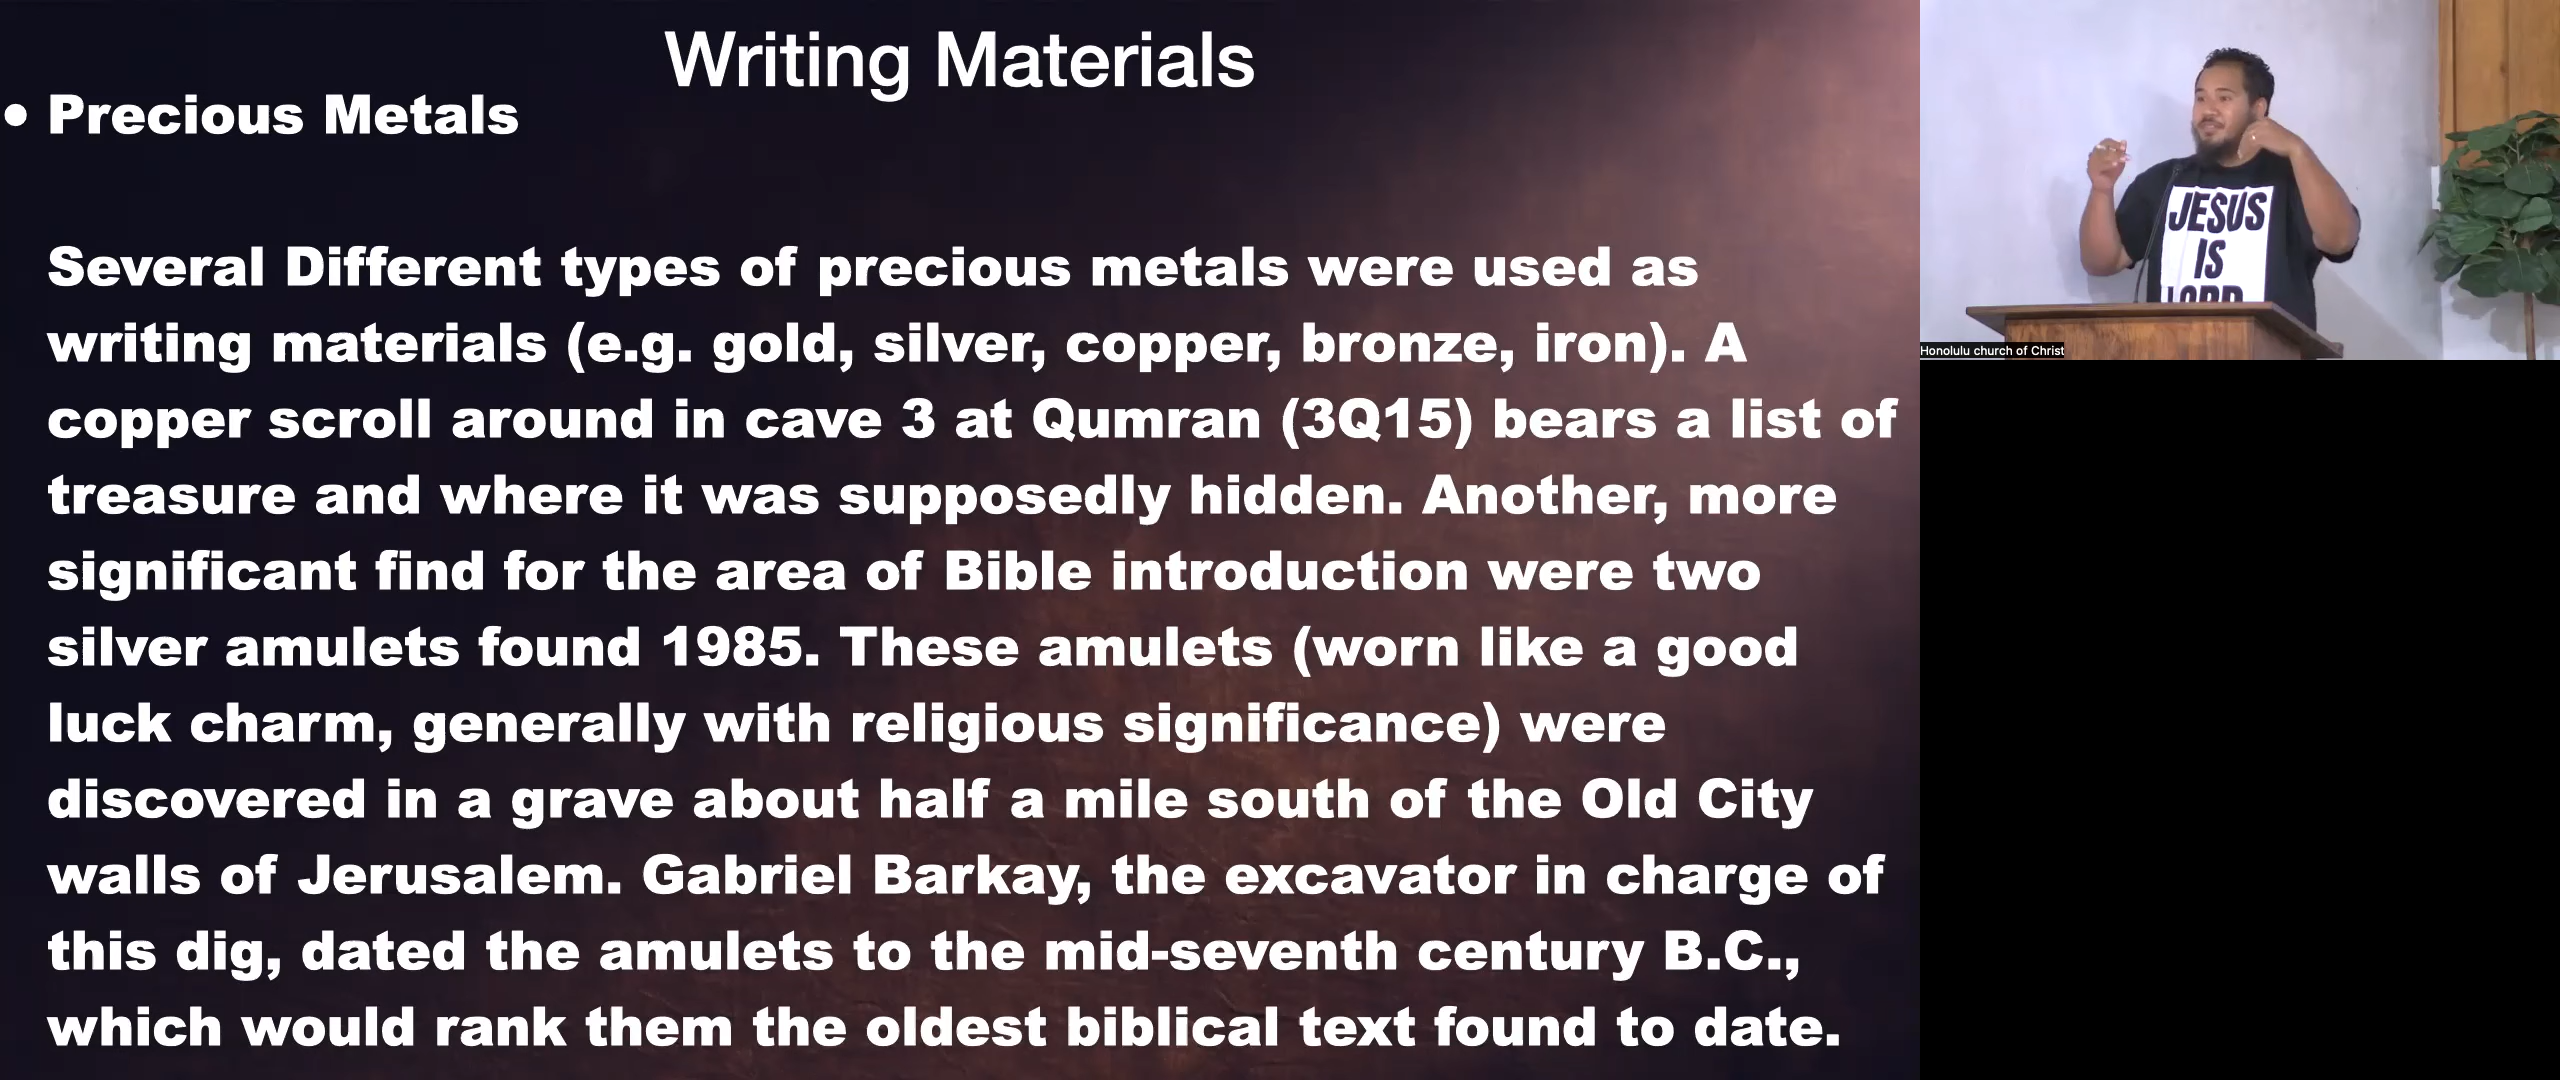 Writing Materials
• Precious Metals
Several Different types of precious metals were used as
writing materials (e.g. gold, silver, copper, bronze, iron). A
copper scroll around in cave 3 at Qumran (3Q15) bears a list of
treasure and where it was supposedly hidden. Another, more
significant find for the area of Bible introduction were two
silver amulets found 1985. These amulets (worn like a good
luck charm, generally with religious significance) were
discovered in a grave about half a mile south of the Old City
walls of Jerusalem. Gabriel Barkay, the excavator in charge of
this dig, dated the amulets to the mid-seventh century B.C.,
which would rank them the oldest biblical text found to date.
JESUS
IS
LORD
Honolulu church of Christ